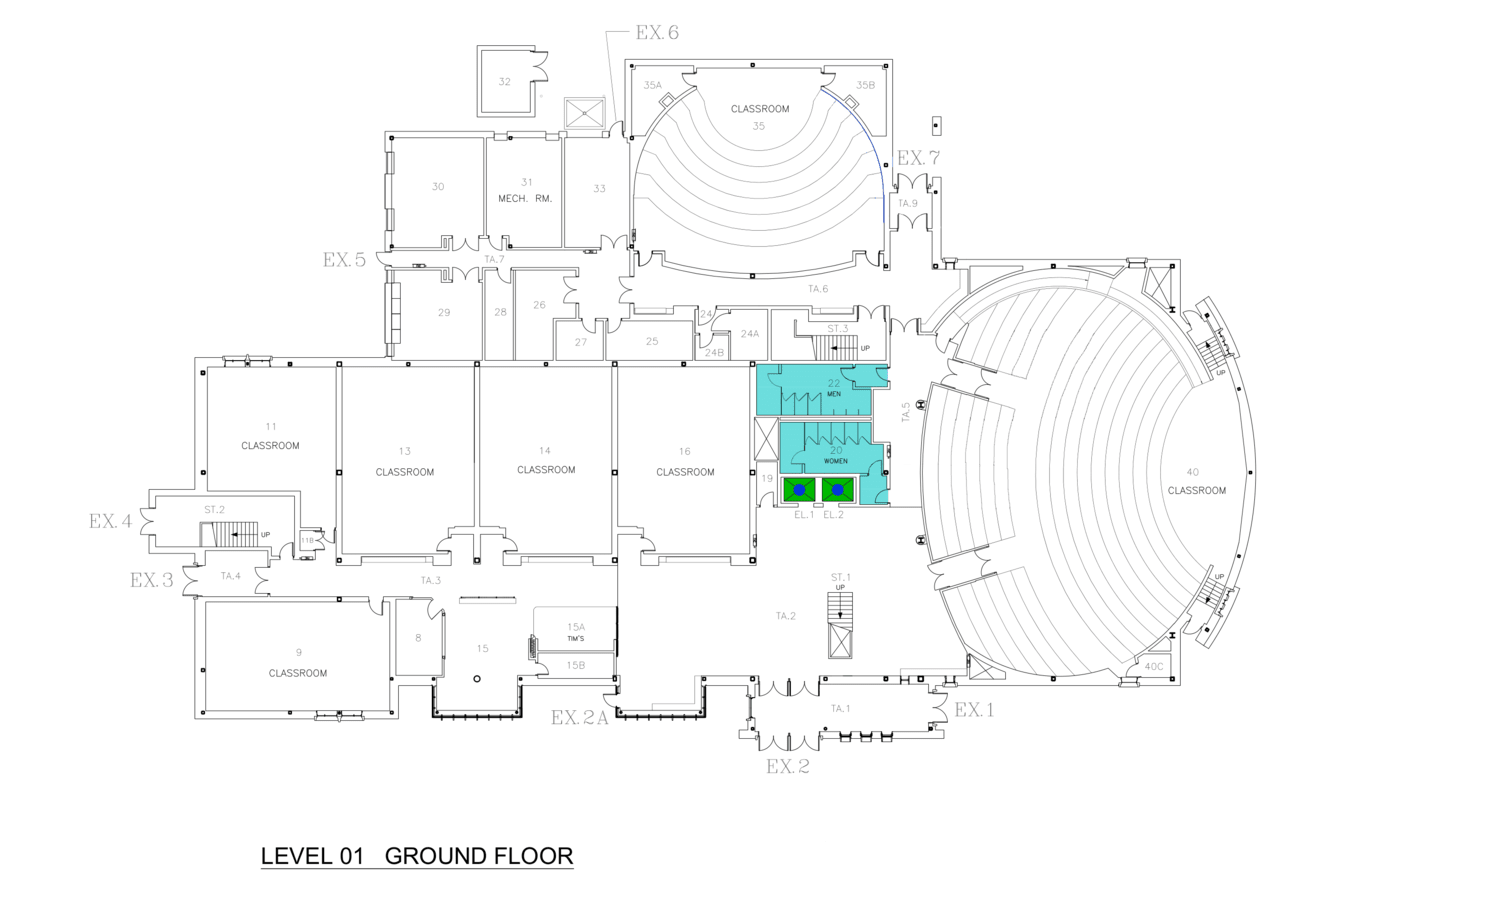 EX.6
32
35A
35B
CLASSROOM
35
EX.7
30
31
MECH. RM.
33
TA.9
EX.5
TA.7
TA.6
29
28
26
24
24A
ST.3
UP
27
25
24B
UP
22
MEN
11
CLASSROOM
13
CLASSROOM
14
CLASSROOM
16
CLASSROOM
TA.5
20
WOMEN
19
40
CLASSROOM
EL.1
EL.2
EX.4
ST.2
UP
11B
EX.3
TA.4
TA.3
ST.1
UP
UP
TA.2
8
15A
TIM'S
15
15B
9
CLASSROOM
40C
EX.2A
TA.1
EX.1
EX.2
LEVEL 01 GROUND FLOOR